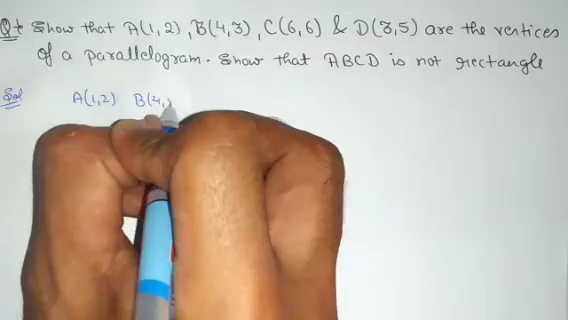 Q† Show that A(1,2), B(4,3), C(6,6) & D(3,5) are the vertices
of a parallelogram. Show that ABCD is not rectangle
Sol A(1,2) B(4,